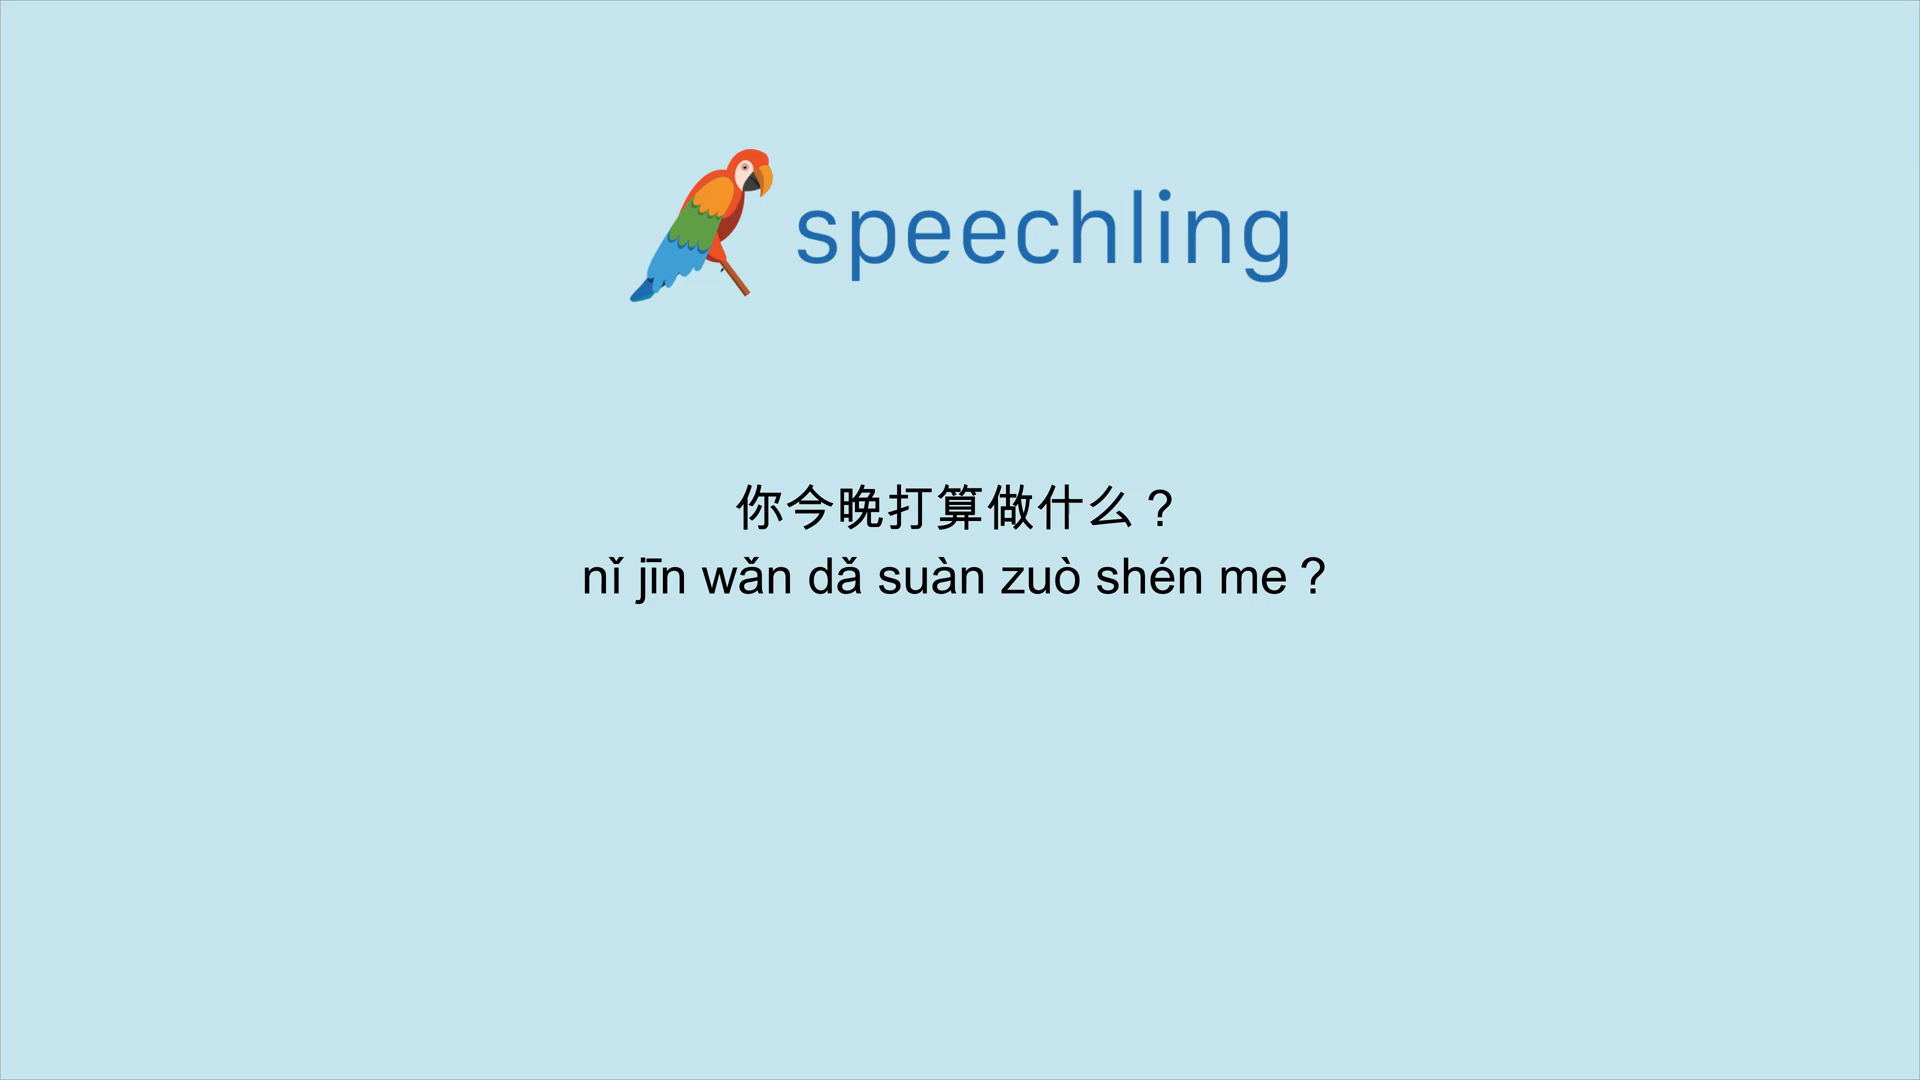 speechling
你今晚打算做什么？
nǐ jīn wǎn dǎ suàn zuò shén me？